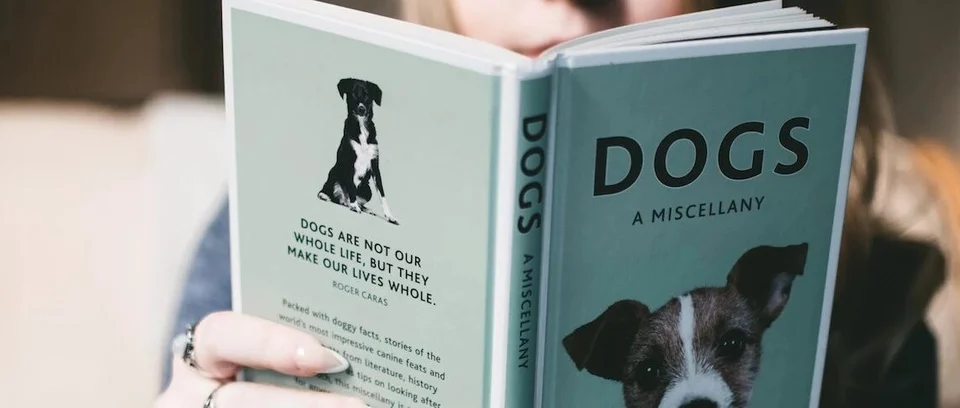 DOGS ARE NOT OUR
WHOLE LIFE, BUT THEY
MAKE OUR LIVES WHOLE.
ROGER CARAS
Packed with doggy facts, stories of the
world's most impressive canine feats and
from literature, history
tips on looking after
this miscellany is
DOGS A MISCELLANY
DOGS
A MISCELLANY